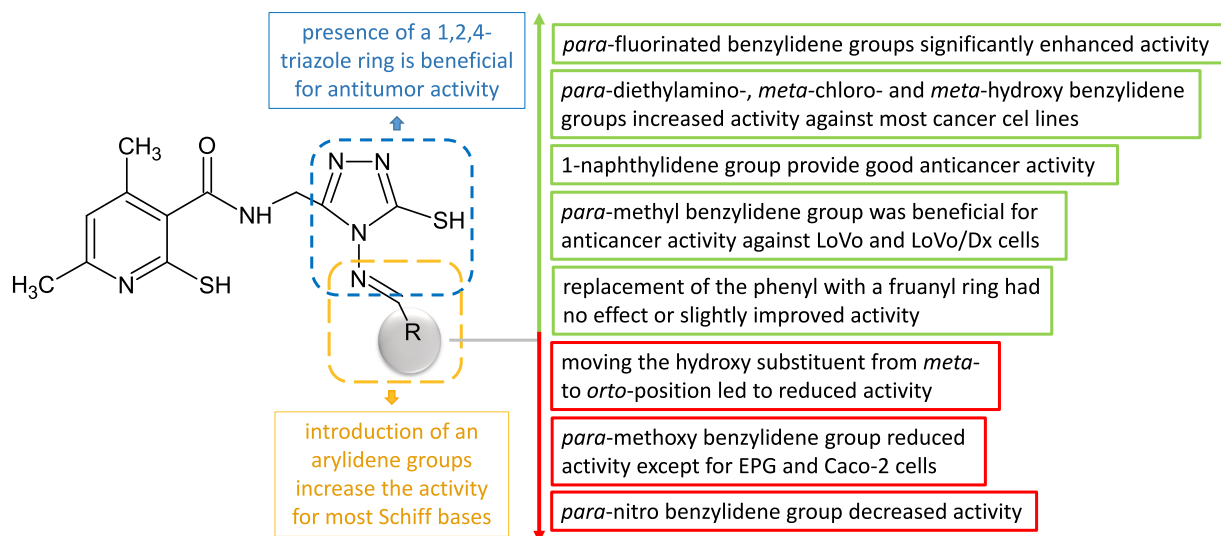 presence of a 1,2,4-
triazole ring is beneficial
for antitumor activity
CH3
O
N
N
NH
SH
N
H3C
N
SH
N
R
introduction of an
arylidene groups
increase the activity
for most Schiff bases
para-fluorinated benzylidene groups significantly enhanced activity
para-diethylamino-, meta-chloro- and meta-hydroxy benzylidene
groups increased activity against most cancer cel lines
1-naphthylidene group provide good anticancer activity
para-methyl benzylidene group was beneficial for
anticancer activity against LoVo and LoVo/Dx cells
replacement of the phenyl with a fruanyl ring had
no effect or slightly improved activity
moving the hydroxy substituent from meta-
to orto-position led to reduced activity
para-methoxy benzylidene group reduced
activity except for EPG and Caco-2 cells
para-nitro benzylidene group decreased activity